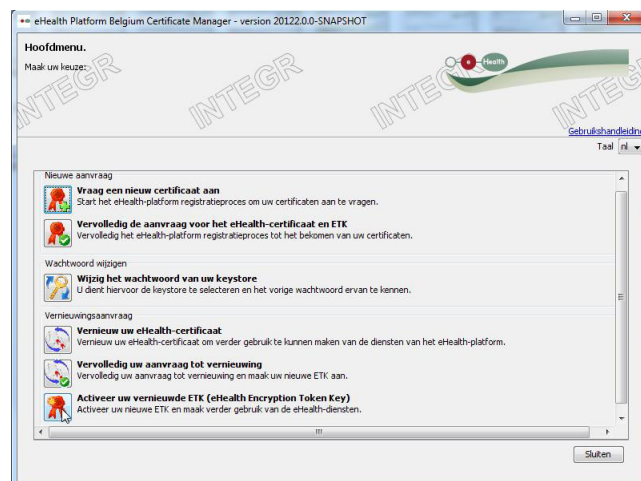 eHealth Platform Belgium Certificate Manager - version 20122.0.0-SNAPSHOT
Hoofdmenu.
Maak uw keuze:
INTEGR
INTEGR
INTEGR
INTEGR
Health
Gebruikshandleiding
Taal nl
Nieuwe aanvraag
Vraag een nieuw certificaat aan
Start het eHealth-platform registratieproces om uw certificaten aan te vragen.
Vervolledig de aanvraag voor het eHealth-certificaat en ETK
Vervolledig het eHealth-platform registratieproces tot het bekomen van uw certificaten.
Wachtwoord wijzigen
Wijzig het wachtwoord van uw keystore
U dient hiervoor de keystore te selecteren en het vorige wachtwoord ervan te kennen.
Vernieuwingsaanvraag
Vernieuw uw eHealth-certificaat
Vernieuw uw eHealth-certificaat om verder gebruik te kunnen maken van de diensten van het eHealth-platform.
Vervolledig uw aanvraag tot vernieuwing
Vervolledig uw aanvraag tot vernieuwing en maak uw nieuwe ETK aan.
Activeer uw vernieuwde ETK (eHealth Encryption Token Key)
Activeer uw nieuwe ETK en maak verder gebruik van de eHealth-diensten.
Sluiten